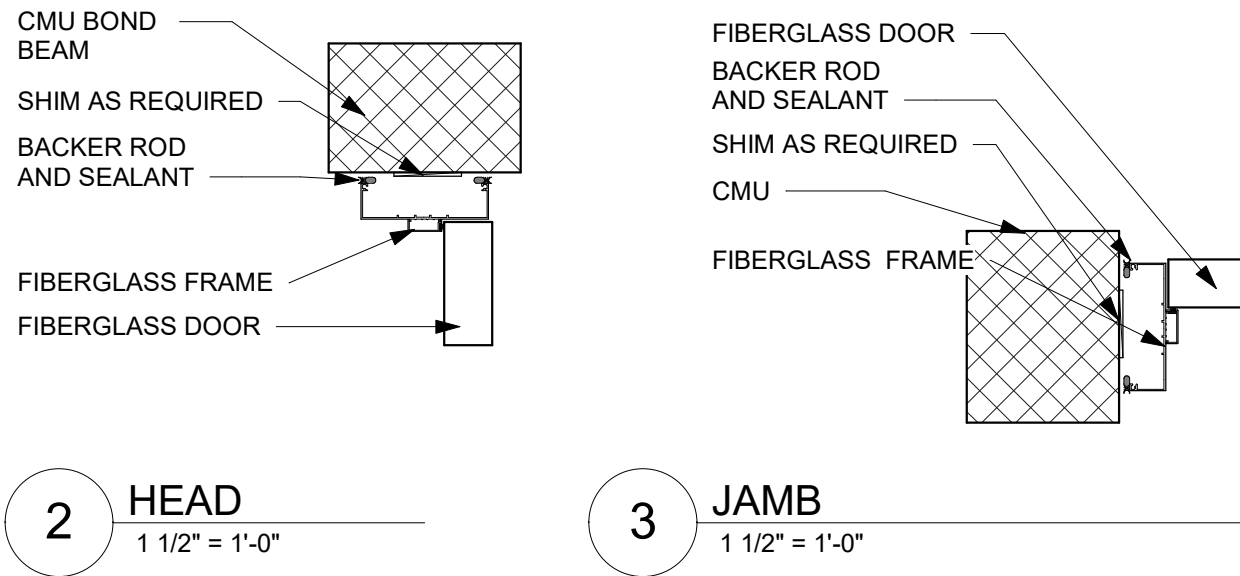 CMU BOND
BEAM
SHIM AS REQUIRED
BACKER ROD
AND SEALANT
FIBERGLASS FRAME
FIBERGLASS DOOR
2
HEAD
1 1/2" = 1'-0"
FIBERGLASS DOOR
BACKER ROD
AND SEALANT
SHIM AS REQUIRED
CMU
FIBERGLASS FRAME
3
JAMB
1 1/2" = 1'-0"